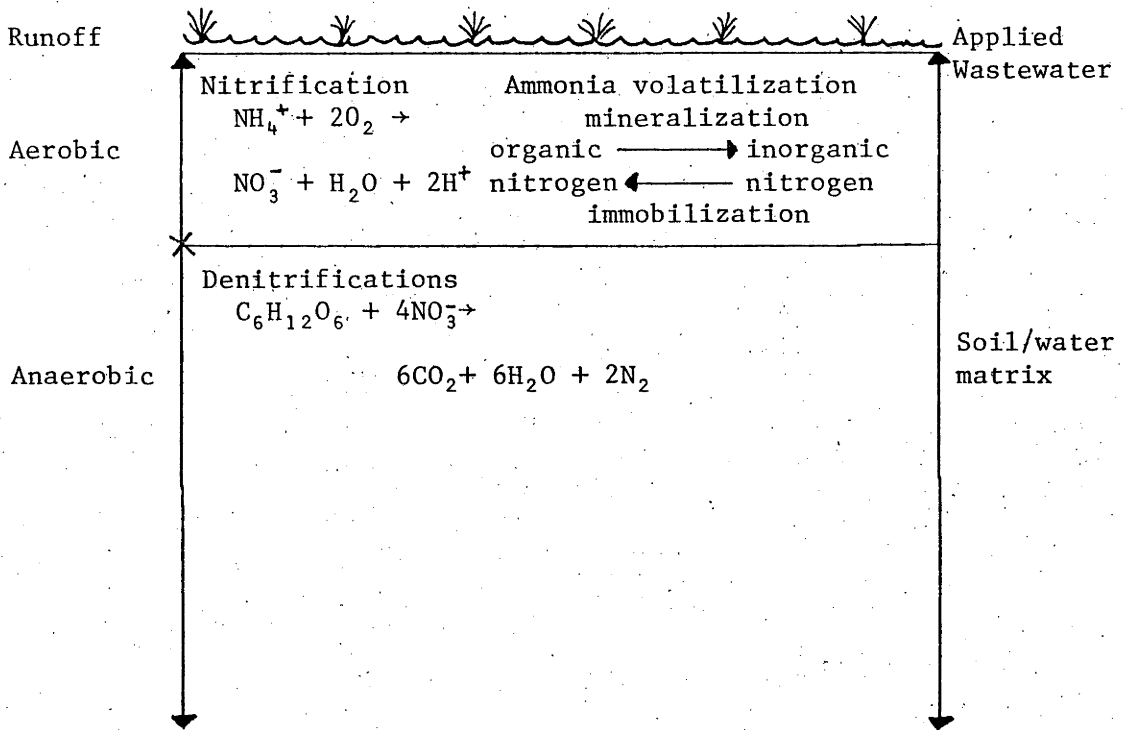 Runoff
Applied
Wastewater
Nitrification
NH₄⁺ + 2O₂ →
NO₃⁻ + H₂O + 2H⁺
Ammonia volatilization
mineralization
organic → inorganic
nitrogen ← nitrogen
immobilization
Aerobic
Denitrifications
C₆H₁₂O₆ + 4NO₃⁻→
6CO₂+ 6H₂O + 2N₂
Anaerobic
Soil/water
matrix